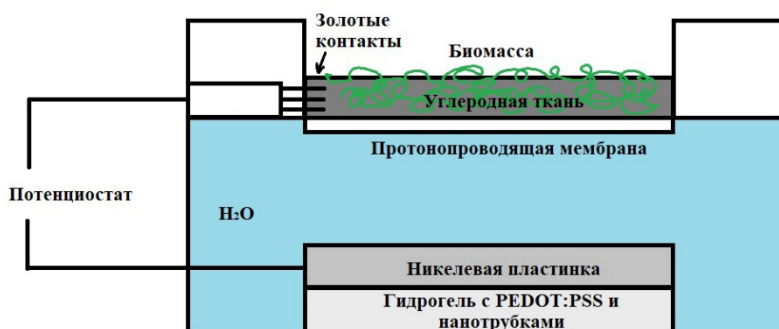 Золотые
контакты
Биомасса
Углеродная ткань
Протонопроводящая мембрана
Потенциостат
H₂O
Никелевая пластинка
Гидрогель с PEDOT:PSS и
нанотрубками